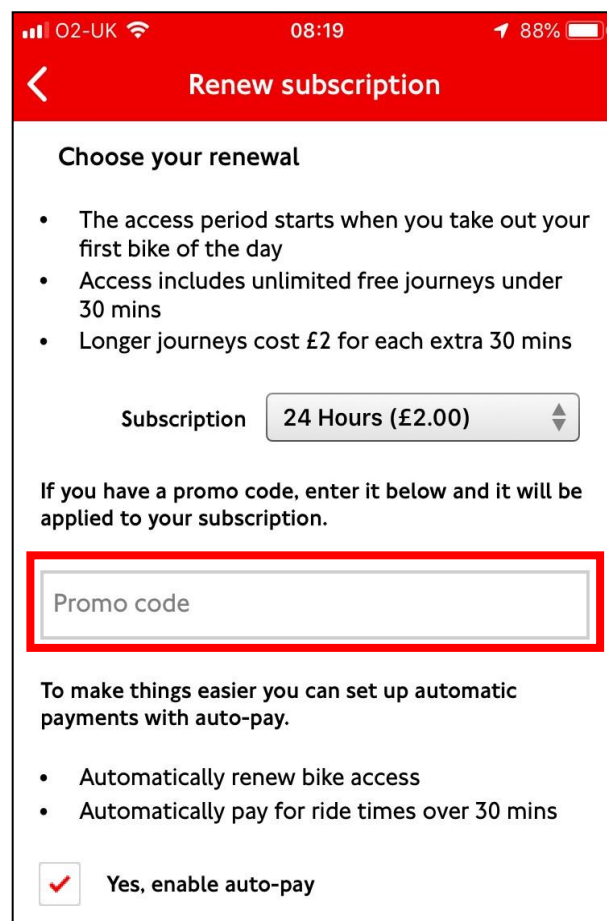 O2-UK 08:19 88%
Renew subscription
Choose your renewal
• The access period starts when you take out your
first bike of the day
• Access includes unlimited free journeys under
30 mins
• Longer journeys cost £2 for each extra 30 mins
Subscription 24 Hours (£2.00)
If you have a promo code, enter it below and it will be
applied to your subscription.
Promo code
To make things easier you can set up automatic
payments with auto-pay.
• Automatically renew bike access
• Automatically pay for ride times over 30 mins
Yes, enable auto-pay